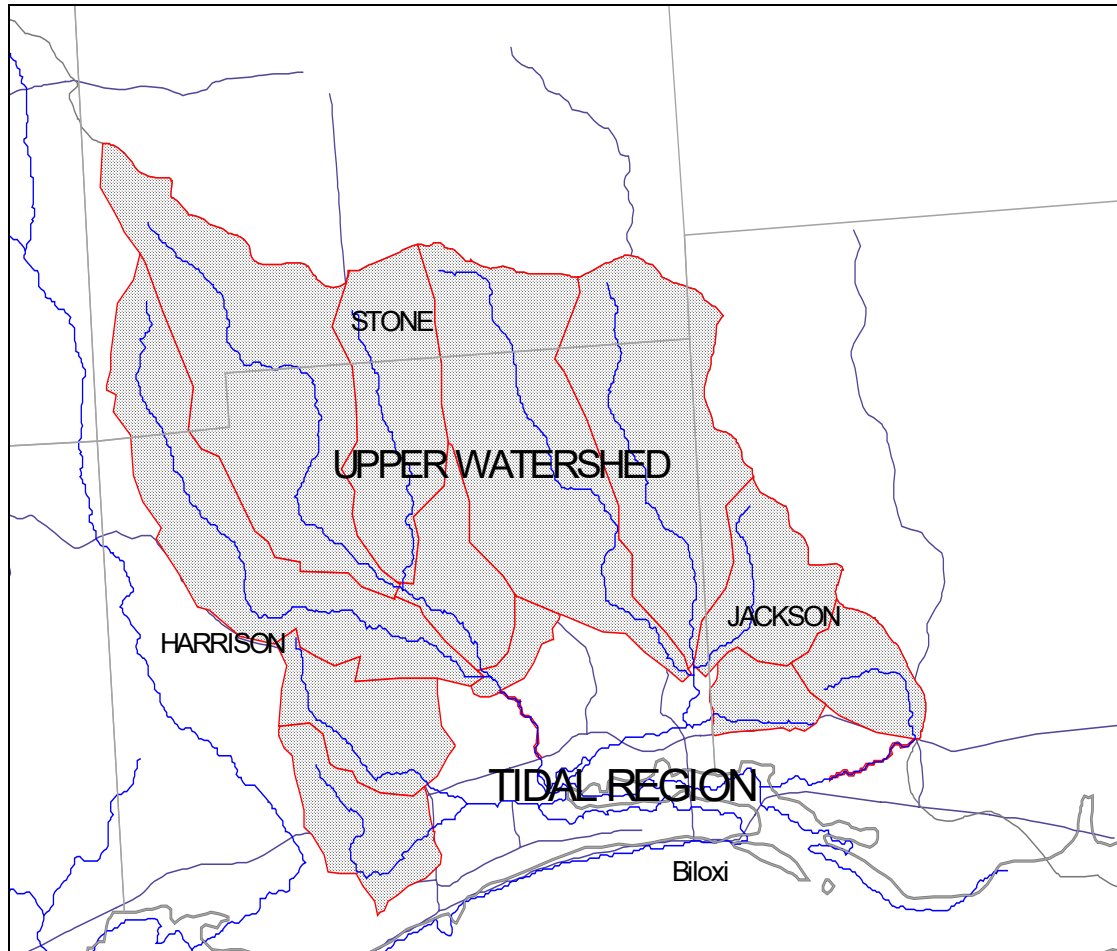 STONE
UPPER WATERSHED
JACKSON
HARRISON
TIDAL REGION
Biloxi